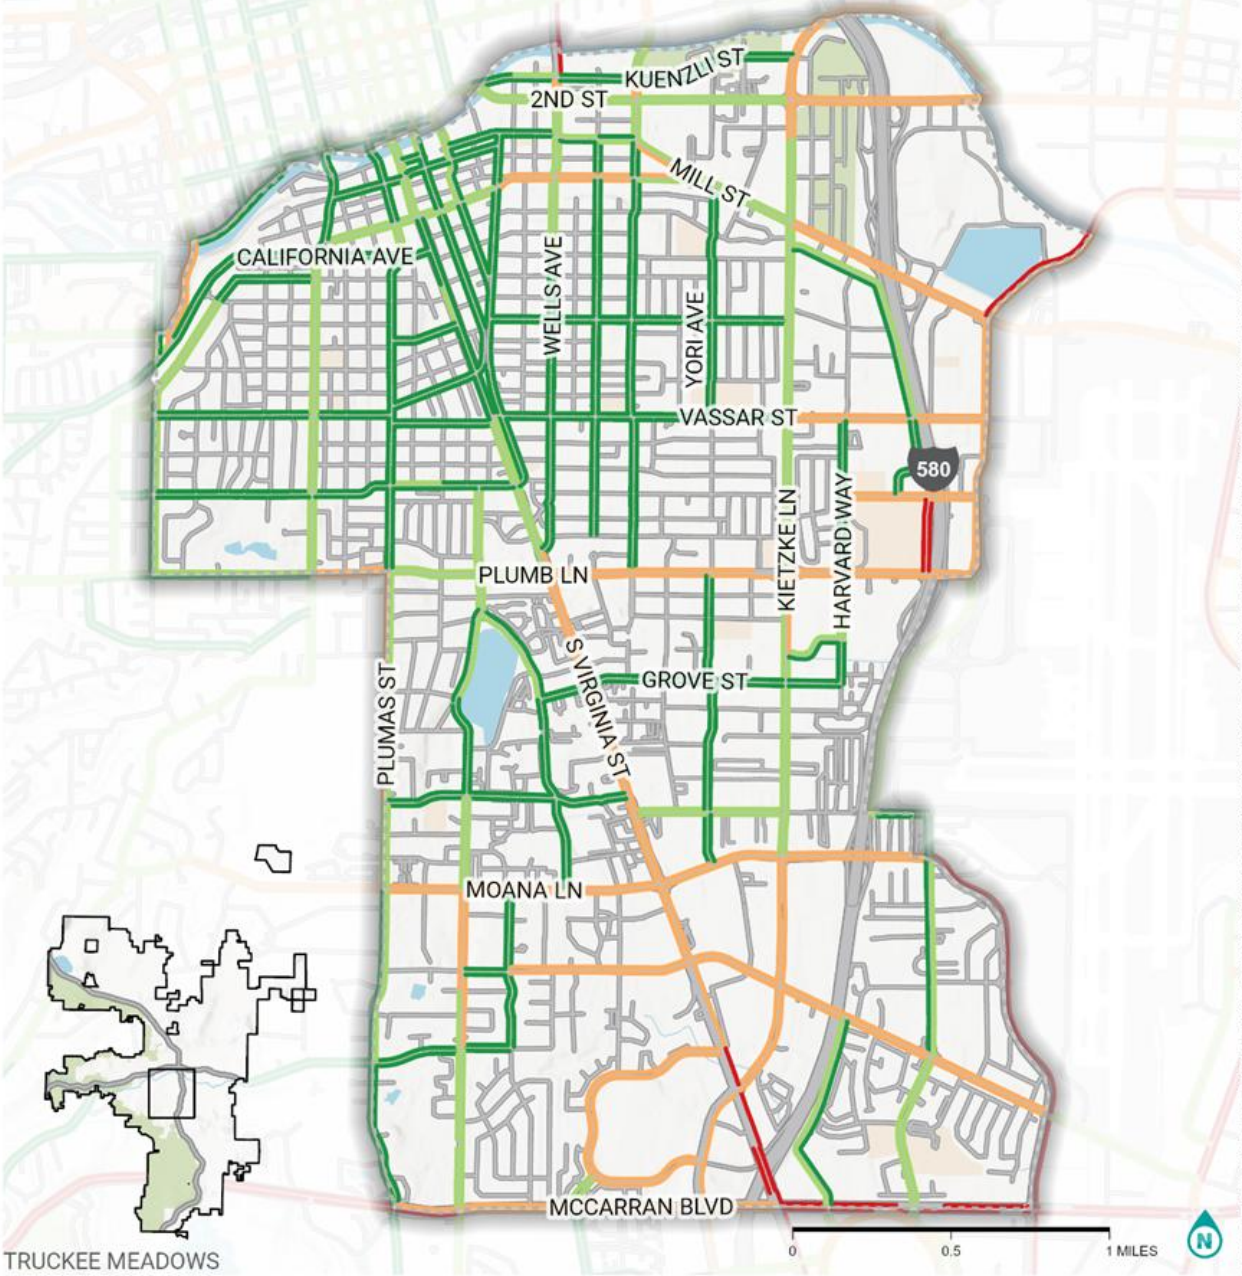 KUENZLI ST
2ND ST
MILL ST
CALIFORNIA AVE
WELLS AVE
YORI AVE
VASSAR ST
580
KIETZKE LN
HARVARD WAY
PLUMB LN
S VIRGINIA ST
GROVE ST
PLUMAS ST
MOANA LN
MCCARRAN BLVD
0 0.5 1 MILES
N
TRUCKEE MEADOWS